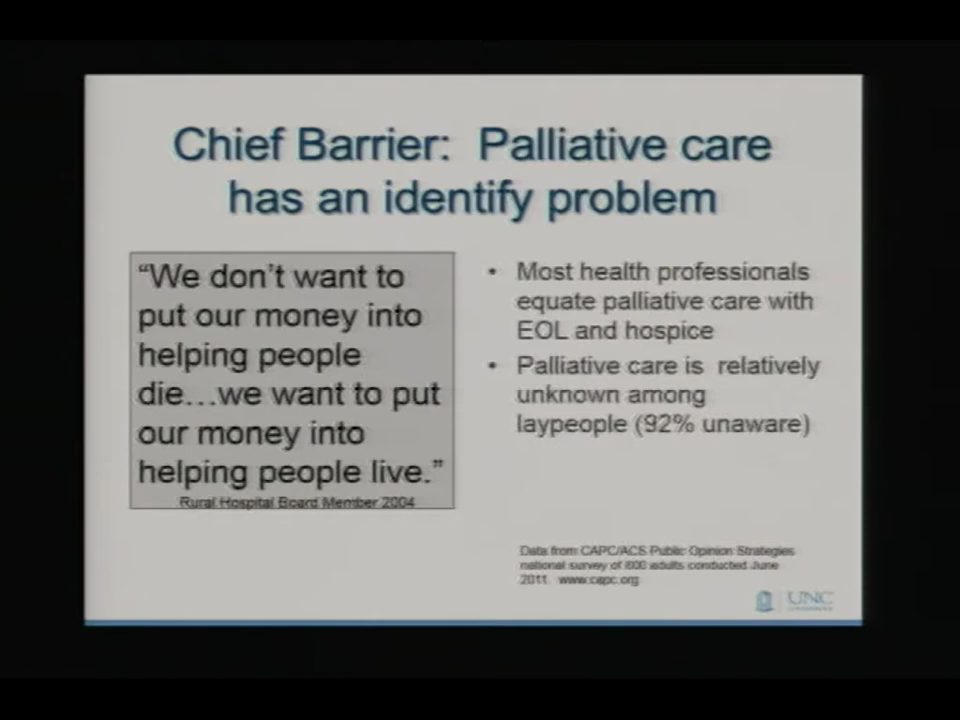 Chief Barrier: Palliative care
has an identify problem
“We don’t want to
put our money into
helping people
die…we want to put
our money into
helping people live.”
Rural Hospital Board Member 2004
• Most health professionals
equate palliative care with
EOL and hospice
• Palliative care is relatively
unknown among
laypeople (92% unaware)
Data from CAPC/ACS Public Opinion Strategies
national survey of 800 adults conducted June
2011 www.capc.org
UNC